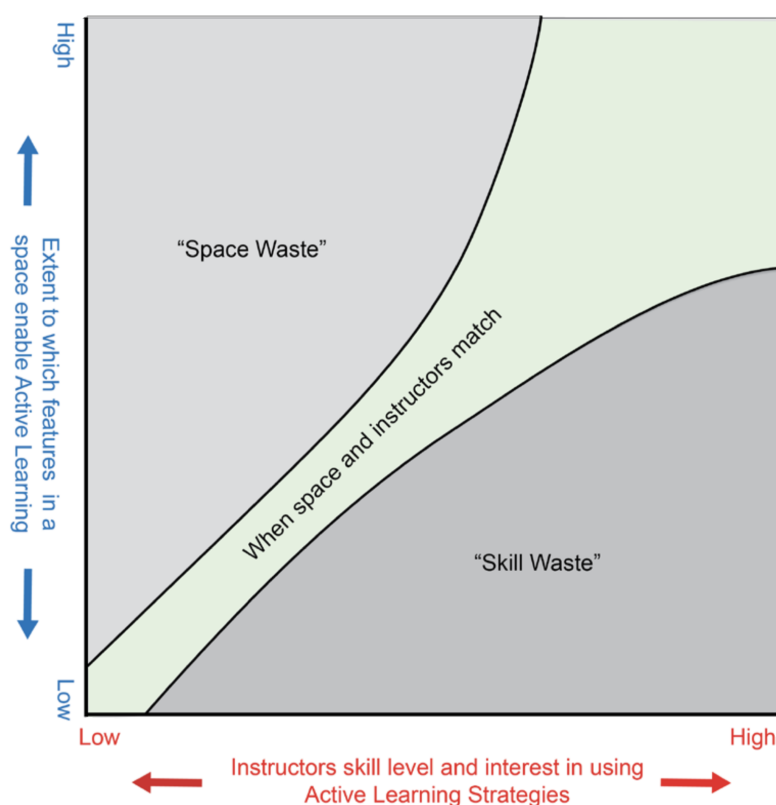 High
Extent to which features in a
space enable Active Learning
Low
“Space Waste”
When space and instructors match
“Skill Waste”
Low
High
Instructors skill level and interest in using
Active Learning Strategies